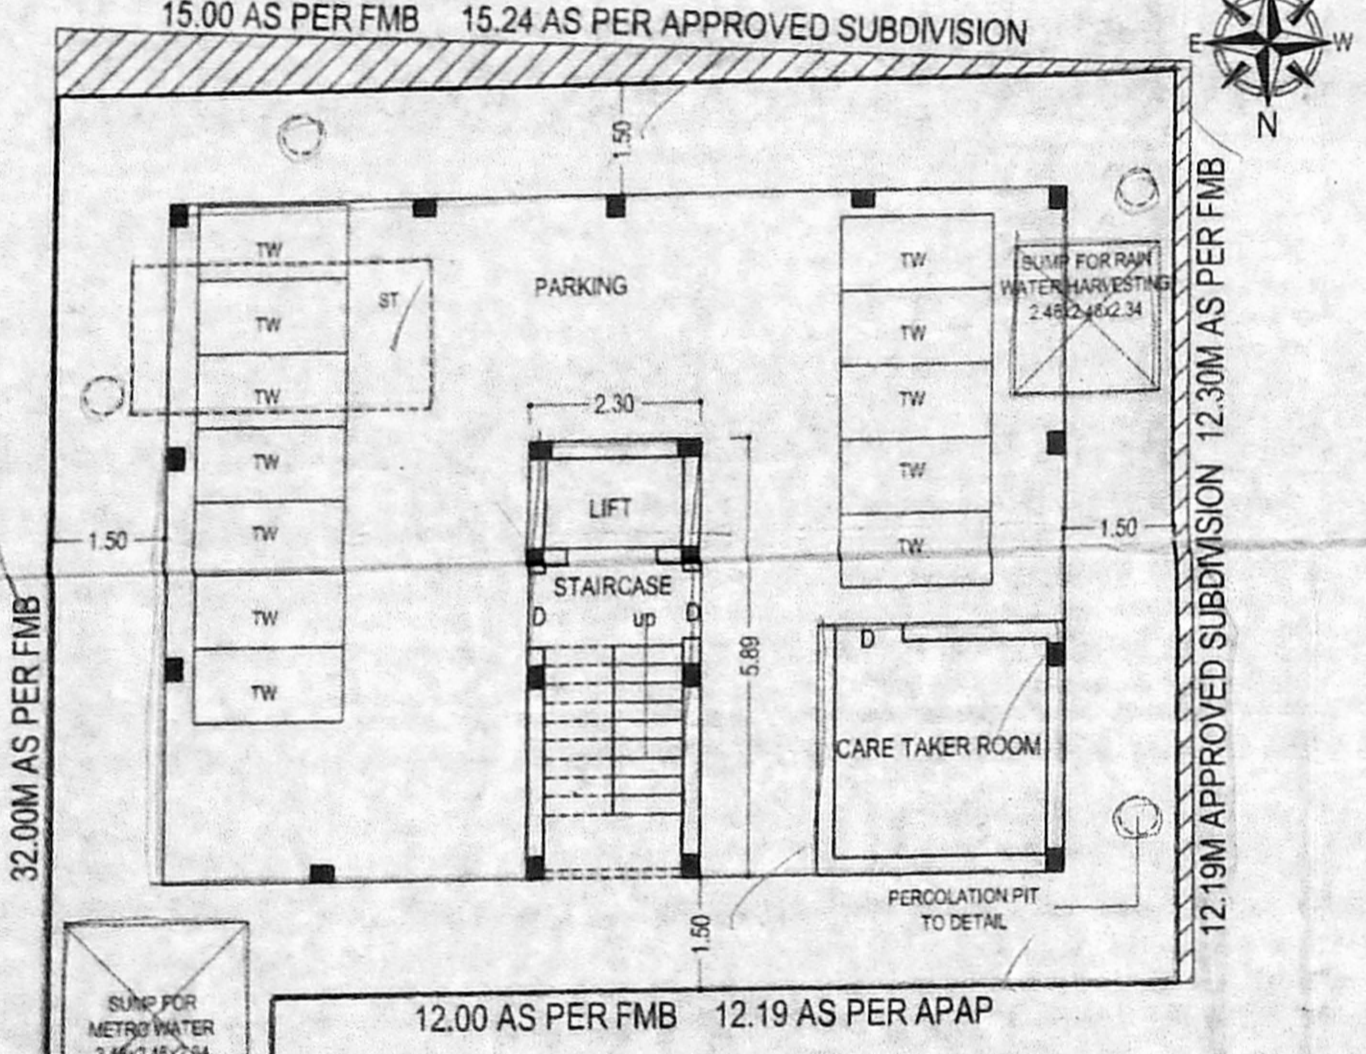 15.00 AS PER FMB 15.24 AS PER APPROVED SUBDIVISION
E W
N
1.50
TW TW
ST
PARKING
SUMP FOR RAIN
WATER HARVESTING
2.48x2.48x2.34
TW TW
TW TW
2.30
TW TW
LIFT
TW TW
1.50 1.50
STAIRCASE
D up D
TW
D
5.89
TW
CARE TAKER ROOM
32.00M AS PER FMB
12.19M APPROVED SUBDIVISION 12.30M AS PER FMB
PERCOLATION PIT
TO DETAIL
1.50
SUMP FOR
METRO WATER
12.00 AS PER FMB 12.19 AS PER APAP